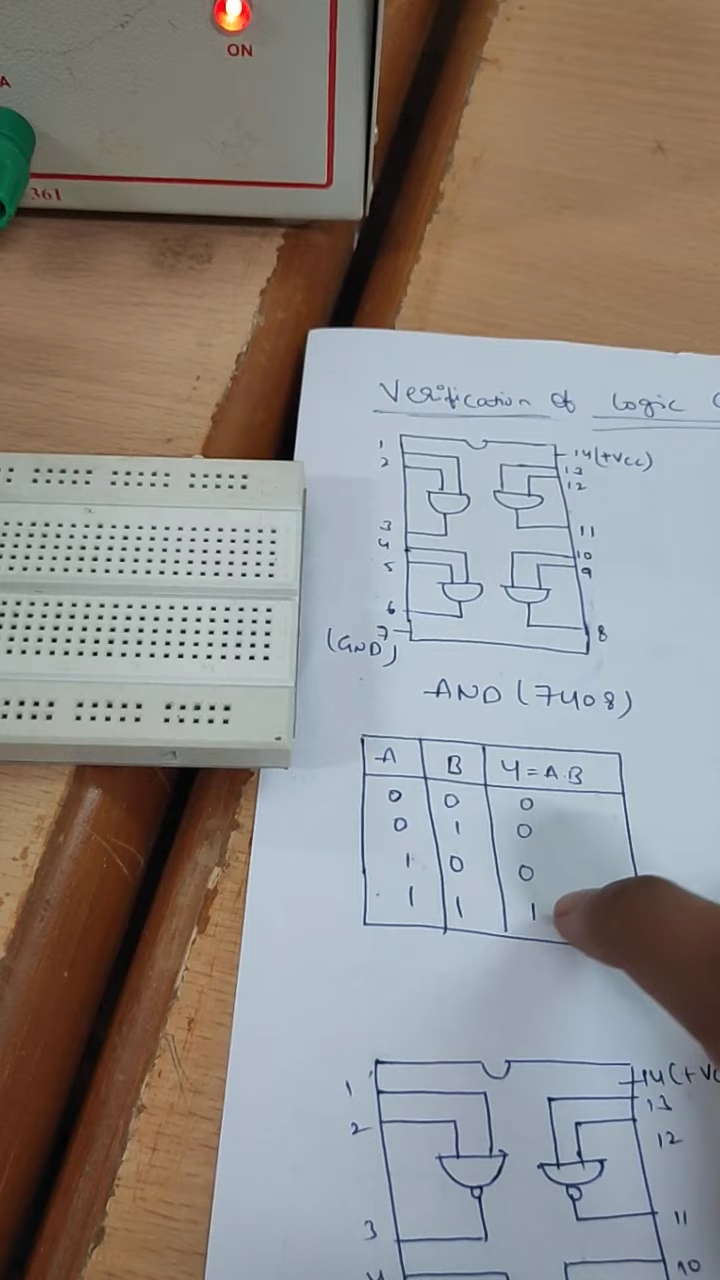 ON
A
361
Verification of Logic
1
2
3
4
5
6
7
(GND)
14(+Vcc)
13
12
11
10
9
8
AND (7408)
A B Y=A.B
0 0 0
0 1 0
1 0 0
1 1 1
1
2
3
14(+Vc
13
12
11
10